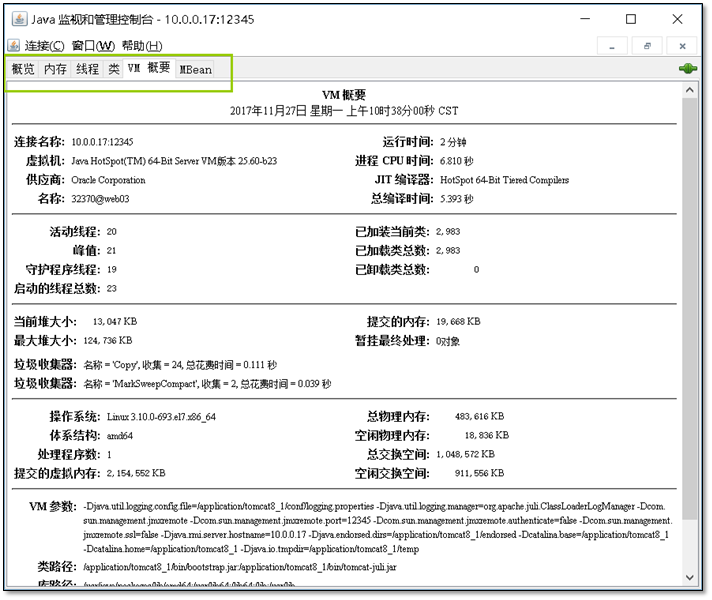 Java 监视和管理控制台 - 10.0.0.17:12345
连接(C) 窗口(W) 帮助(H)
概览 内存 线程 类 VM 概要 MBean
VM 概要
2017年11月27日 星期一 上午10时38分00秒 CST
连接名称: 10.0.0.17:12345 运行时间: 2 分钟
虚拟机: Java HotSpot(TM) 64-Bit Server VM版本 25.60-b23 进程 CPU 时间: 6.810 秒
供应商: Oracle Corporation JIT 编译器: HotSpot 64-Bit Tiered Compilers
名称: 32370@web03 总编译时间: 5.393 秒
活动线程: 20 已加装当前类: 2,983
峰值: 21 已加载类总数: 2,983
守护程序线程: 19 已卸载类总数: 0
启动的线程总数: 23
当前堆大小: 13,047 KB 提交的内存: 19,668 KB
最大堆大小: 124,736 KB 暂挂最终处理: 0对象
垃圾收集器: 名称 = 'Copy', 收集 = 24, 总花费时间 = 0.111 秒
垃圾收集器: 名称 = 'MarkSweepCompact', 收集 = 2, 总花费时间 = 0.039 秒
操作系统: Linux 3.10.0-693.el7.x86_64 总物理内存: 483,616 KB
体系结构: amd64 空闲物理内存: 18,836 KB
处理程序数: 1 总交换空间: 1,048,572 KB
提交的虚拟内存: 2,154,552 KB 空闲交换空间: 911,556 KB
VM 参数: -Djava.util.logging.config.file=/application/tomcat8_1/conf/logging.properties -Djava.util.logging.manager=org.apache.juli.ClassLoaderLogManager -Dcom.
sun.management.jmxremote -Dcom.sun.management.jmxremote.port=12345 -Dcom.sun.management.jmxremote.authenticate=false -Dcom.sun.management.
jmxremote.ssl=false -Djava.rmi.server.hostname=10.0.0.17 -Djava.endorsed.dirs=/application/tomcat8_1/endorsed -Dcatalina.base=/application/tomcat8_1
-Dcatalina.home=/application/tomcat8_1 -Djava.io.tmpdir=/application/tomcat8_1/temp
类路径: /application/tomcat8_1/bin/bootstrap.jar:/application/tomcat8_1/bin/tomcat-juli.jar
库路径: